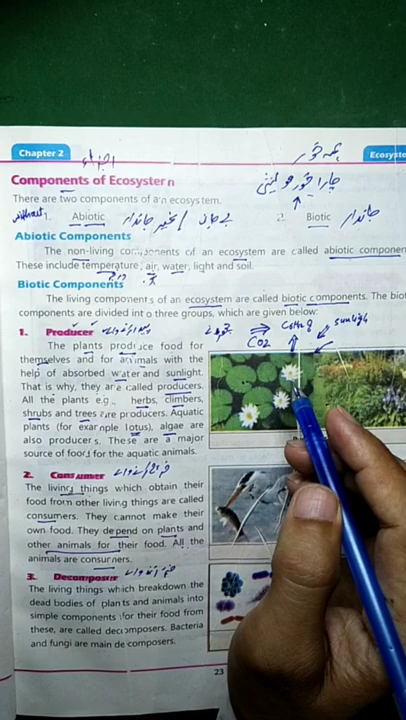 Chapter 2
Ecosyste
Components of Ecosystem
There are two components of an ecosystem.
1. Abiotic
2. Biotic جاندار
Abiotic Components
The non-living components of an ecosystem are called abiotic componen
These include temperature, air, water, light and soil.
Biotic Components
The living components of an ecosystem are called biotic components. The biot
components are divided into three groups, which are given below:
1. Producer
The plants produce food for
themselves and for animals with the
help of absorbed water and sunlight.
That is why, they are called producers.
All the plants e.g., herbs, climbers,
shrubs and trees are producers. Aquatic
plants (for example lotus), algae are
also producers. These are a major
source of food for the aquatic animals.
CO2
sunlight
2. Consumer
The living things which obtain their
food from other living things are called
consumers. They cannot make their
own food. They depend on plants and
other animals for their food. All the
animals are consumers.
3. Decomposer
The living things which breakdown the
dead bodies of plants and animals into
simple components for their food from
these, are called decomposers. Bacteria
and fungi are main decomposers.
23